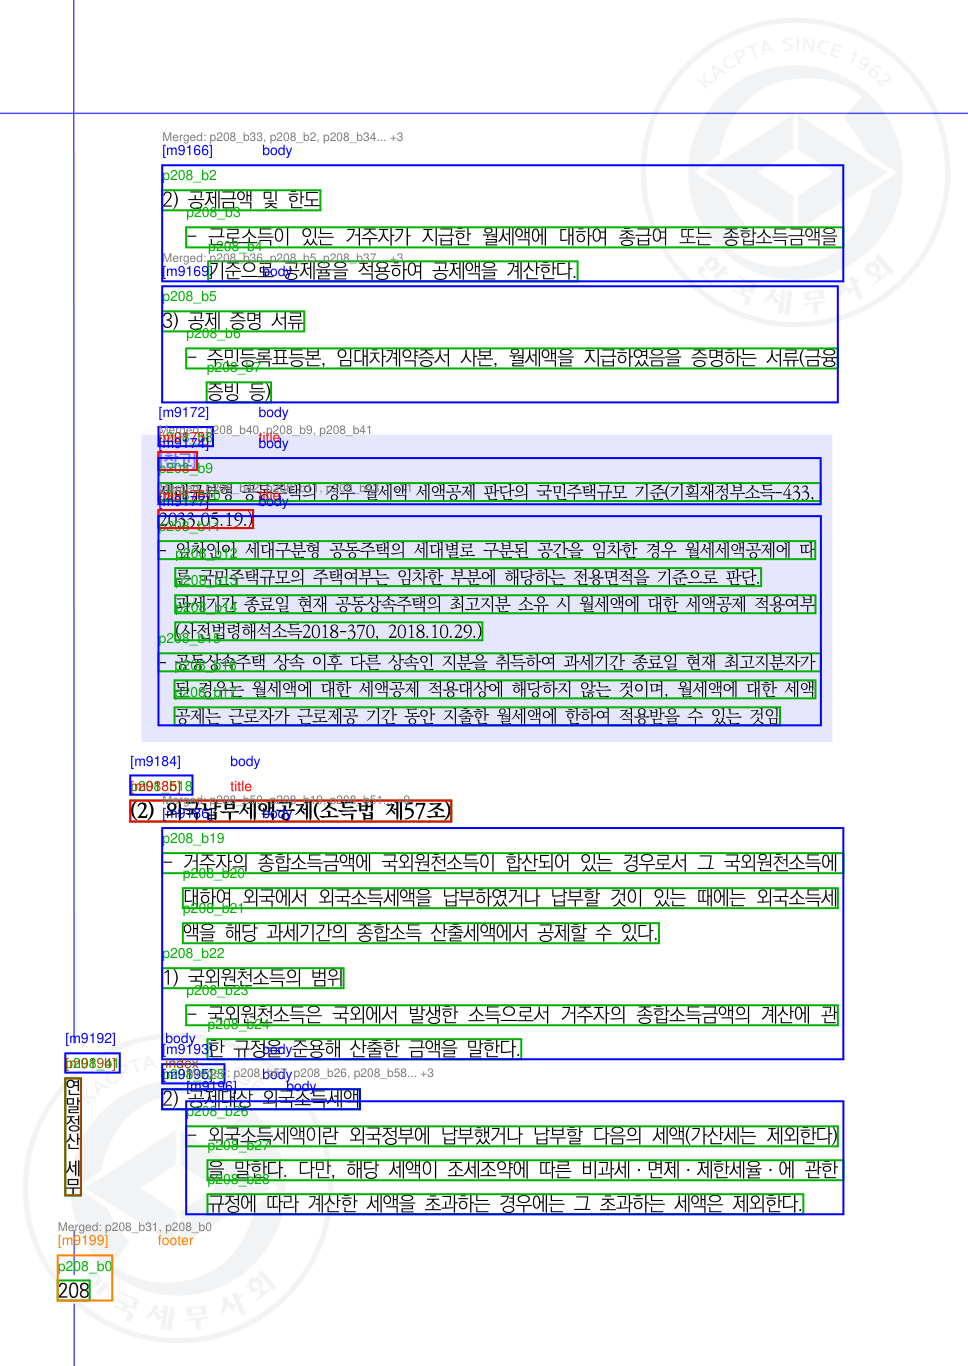 KACPTA SINCE 1962
한국세무사회
Merged: p208_b33, p208_b2, p208_b34... +3
[m9166] body
p208_b2
2) 공제금액 및 한도
p208_b3
- 근로소득이 있는 거주자가 지급한 월세액에 대하여 총급여 또는 종합소득금액을
p208_b4
Merged: p208_b36, p208_b5, p208_b37... +3
[m9169] body
기준으로 공제율을 적용하여 공제액을 계산한다.
p208_b5
3) 공제 증명 서류
p208_b6
- 주민등록표등본, 임대차계약증서 사본, 월세액을 지급하였음을 증명하는 서류(금융
p208_b7
증빙 등)
[m9172] body
Merged: p208_b40, p208_b9, p208_b41
title
[m9174] body
참고
p208_b9
세대구분형 공동주택의 경우 월세액 세액공제 판단의 국민주택규모 기준(기획재정부소득-433,
title
[m9177] body
2033.05.19.)
p208_b11
- 임차인이 세대구분형 공동주택의 세대별로 구분된 공간을 임차한 경우 월세세액공제에 따
p208_b12
른 국민주택규모의 주택여부는 임차한 부분에 해당하는 전용면적을 기준으로 판단.
p208_b13
과세기간 종료일 현재 공동상속주택의 최고지분 소유 시 월세액에 대한 세액공제 적용여부
p208_b14
(사전법령해석소득2018-370, 2018.10.29.)
p208_b15
- 공동상속주택 상속 이후 다른 상속인 지분을 취득하여 과세기간 종료일 현재 최고지분자가
p208_b16
된 경우는 월세액에 대한 세액공제 적용대상에 해당하지 않는 것이며, 월세액에 대한 세액
p208_b17
공제는 근로자가 근로제공 기간 동안 지출한 월세액에 한하여 적용받을 수 있는 것임
[m9184] body
p208_b18
[m9185] title
Merged: p208_b50, p208_b19, p208_b51... +9
[m9186] body
(2) 외국납부세액공제(소득법 제57조)
p208_b19
- 거주자의 종합소득금액에 국외원천소득이 합산되어 있는 경우로서 그 국외원천소득에
p208_b20
대하여 외국에서 외국소득세액을 납부하였거나 납부할 것이 있는 때에는 외국소득세
p208_b21
액을 해당 과세기간의 종합소득 산출세액에서 공제할 수 있다.
p208_b22
1) 국외원천소득의 범위
p208_b23
- 국외원천소득은 국외에서 발생한 소득으로서 거주자의 종합소득금액의 계산에 관
p208_b24
한 규정을 준용해 산출한 금액을 말한다.
[m9192] body
[m9193] body
[m9194] index
p208_b25
[m9195] body
Merged: p208_b57, p208_b26, p208_b58... +3
[m9196] body
2) 공제대상 외국소득세액
p208_b26
- 외국소득세액이란 외국정부에 납부했거나 납부할 다음의 세액(가산세는 제외한다)
p208_b27
을 말한다. 다만, 해당 세액이 조세조약에 따른 비과세·면제·제한세율·에 관한
p208_b28
규정에 따라 계산한 세액을 초과하는 경우에는 그 초과하는 세액은 제외한다.
연말정산 세무
Merged: p208_b31, p208_b0
[m9199] footer
p208_b0
208
KACPTA
한국세무사회